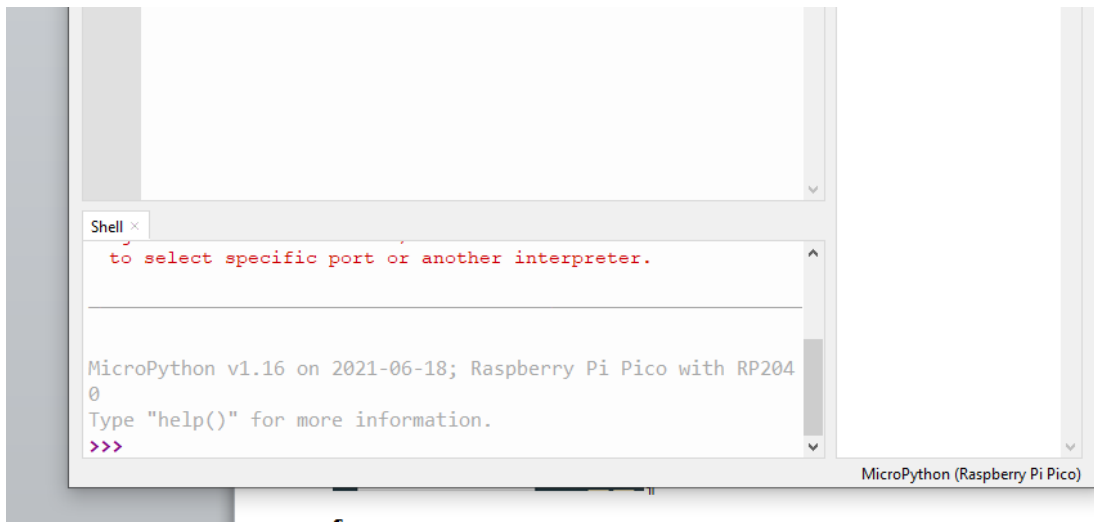 Shell
to select specific port or another interpreter.
MicroPython v1.16 on 2021-06-18; Raspberry Pi Pico with RP204
0
Type "help()" for more information.
>>>
MicroPython (Raspberry Pi Pico)